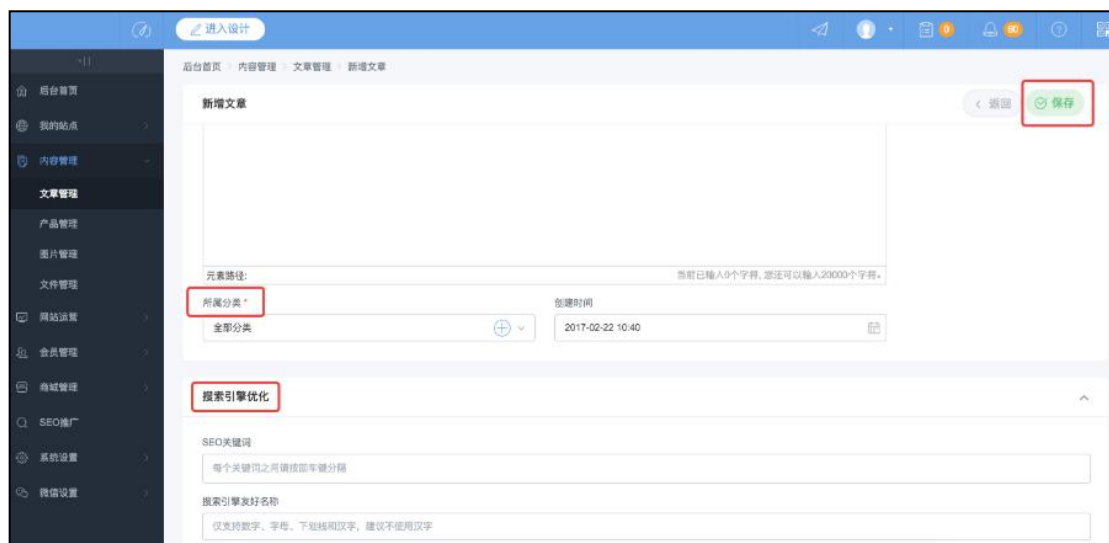 进入设计
0
60
后台首页 > 内容管理 > 文章管理 > 新增文章
后台首页
我的站点
内容管理
文章管理
产品管理
图片管理
文件管理
网站运营
会员管理
商城管理
SEO推广
系统设置
微信设置
新增文章
< 返回
保存
元素路径:
当前已输入0个字符, 您还可以输入20000个字符。
所属分类 *
创建时间
全部分类
2017-02-22 10:40
搜索引擎优化
SEO关键词
每个关键词之间请按回车键分隔
搜索引擎友好名称
仅支持数字、字母、下划线和汉字，建议不使用汉字